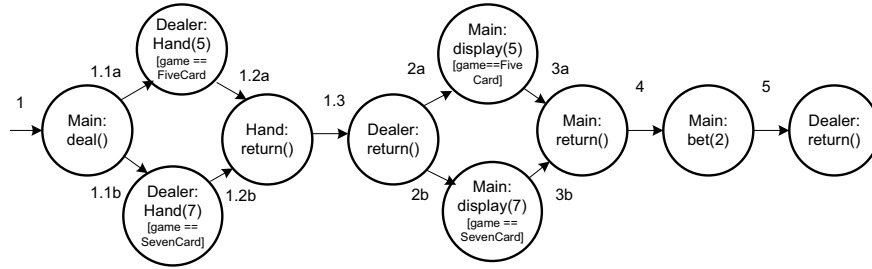 1
Main:
deal()
1.1a
Dealer:
Hand(5)
[game ==
FiveCard]
1.2a
1.1b
Dealer:
Hand(7)
[game ==
SevenCard]
1.2b
Hand:
return()
1.3
Dealer:
return()
2a
Main:
display(5)
[game==Five
Card]
3a
2b
Main:
display(7)
[game ==
SevenCard]
3b
Main:
return()
4
Main:
bet(2)
5
Dealer:
return()